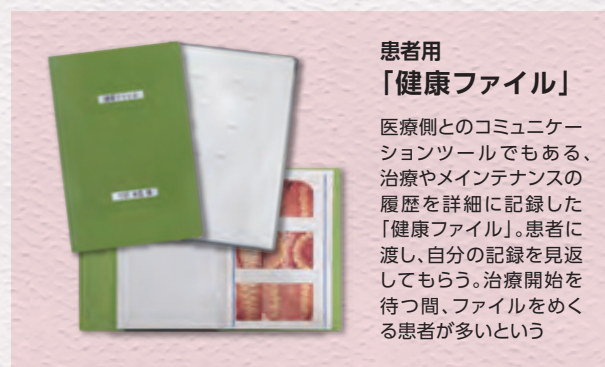 患者用
「健康ファイル」
医療側とのコミュニケー
ションツールでもある、
治療やメインテナンスの
履歴を詳細に記録した
「健康ファイル」。患者に
渡し、自分の記録を見返
してもらう。治療開始を
待つ間、ファイルをめく
る患者が多いという